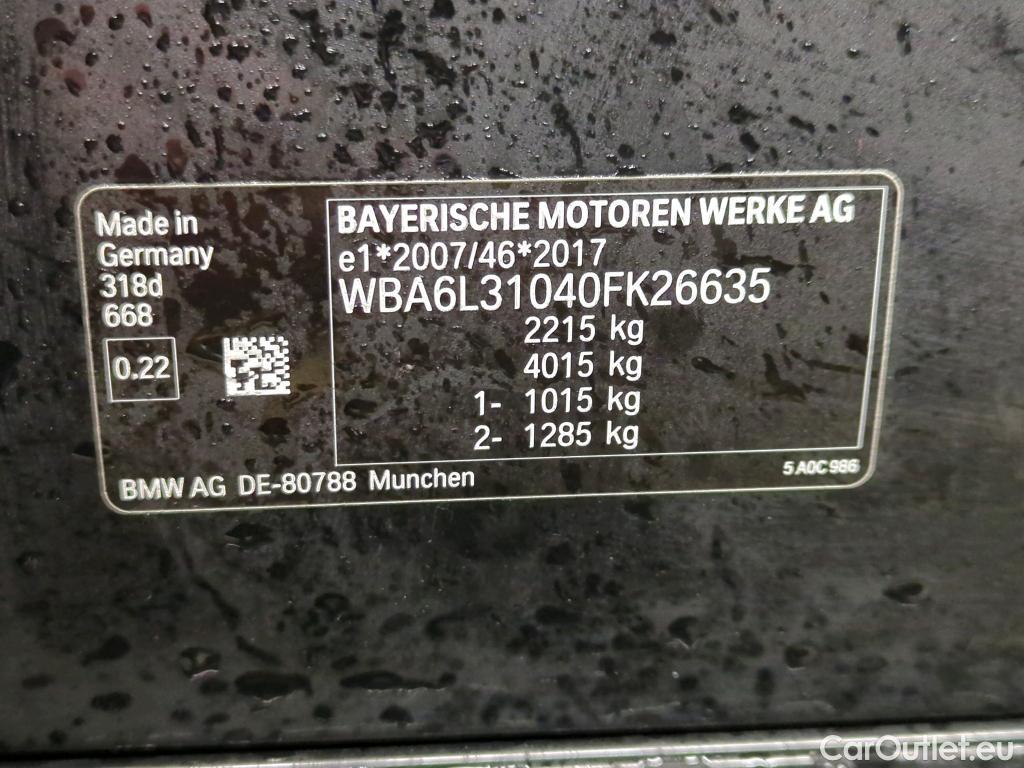 Made in
Germany
318d
668
0.22
BAYERISCHE MOTOREN WERKE AG
e1*2007/46*2017
WBA6L31040FK26635
2215 kg
4015 kg
1- 1015 kg
2- 1285 kg
BMW AG DE-80788 Munchen
5 A0C 986
CarOutlet.eu